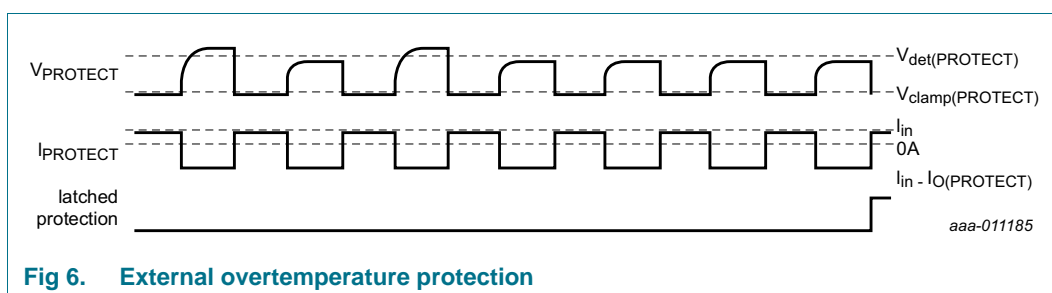 VPROTECT
Vdet(PROTECT)
Vclamp(PROTECT)
Iin
IPROTECT
0A
Iin - IO(PROTECT)
latched
protection
aaa-011185
Fig 6. External overtemperature protection